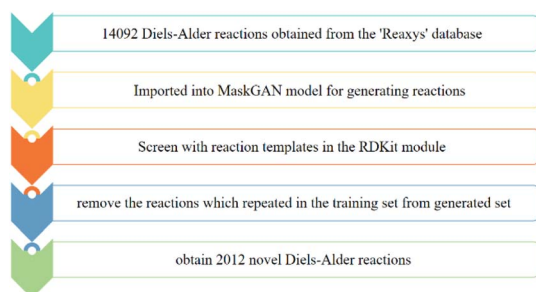 14092 Diels-Alder reactions obtained from the 'Reaxys' database
Imported into MaskGAN model for generating reactions
Screen with reaction templates in the RDKit module
remove the reactions which repeated in the training set from generated set
obtain 2012 novel Diels-Alder reactions